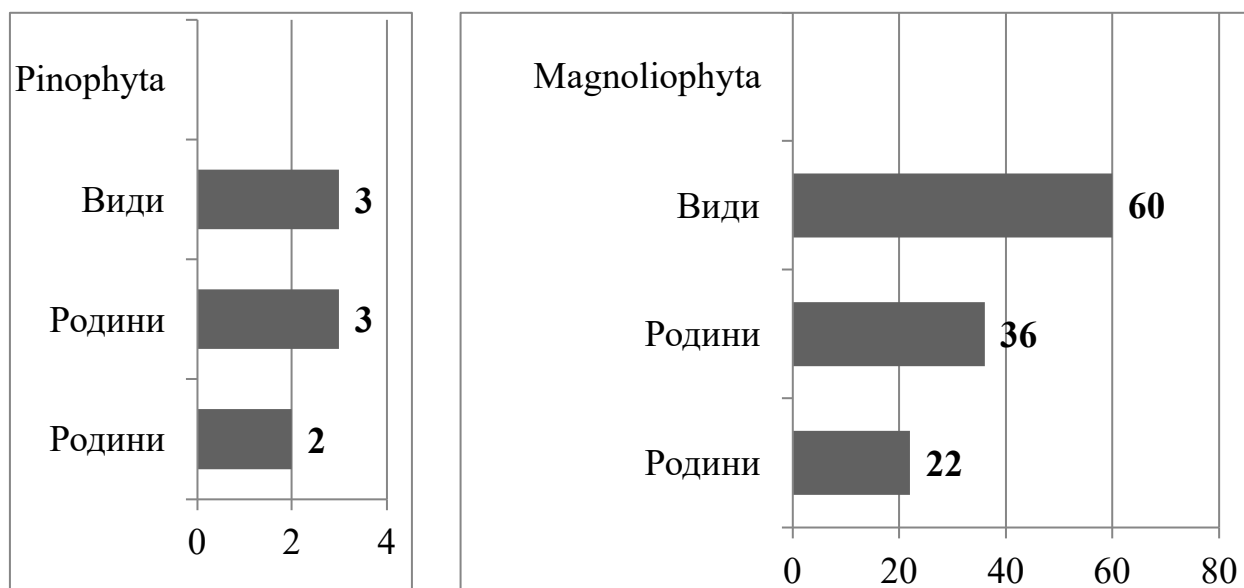 Pinophyta
Види 3
Родини 3
Родини 2
0 2 4
Magnoliophyta
Види 60
Родини 36
Родини 22
0 20 40 60 80